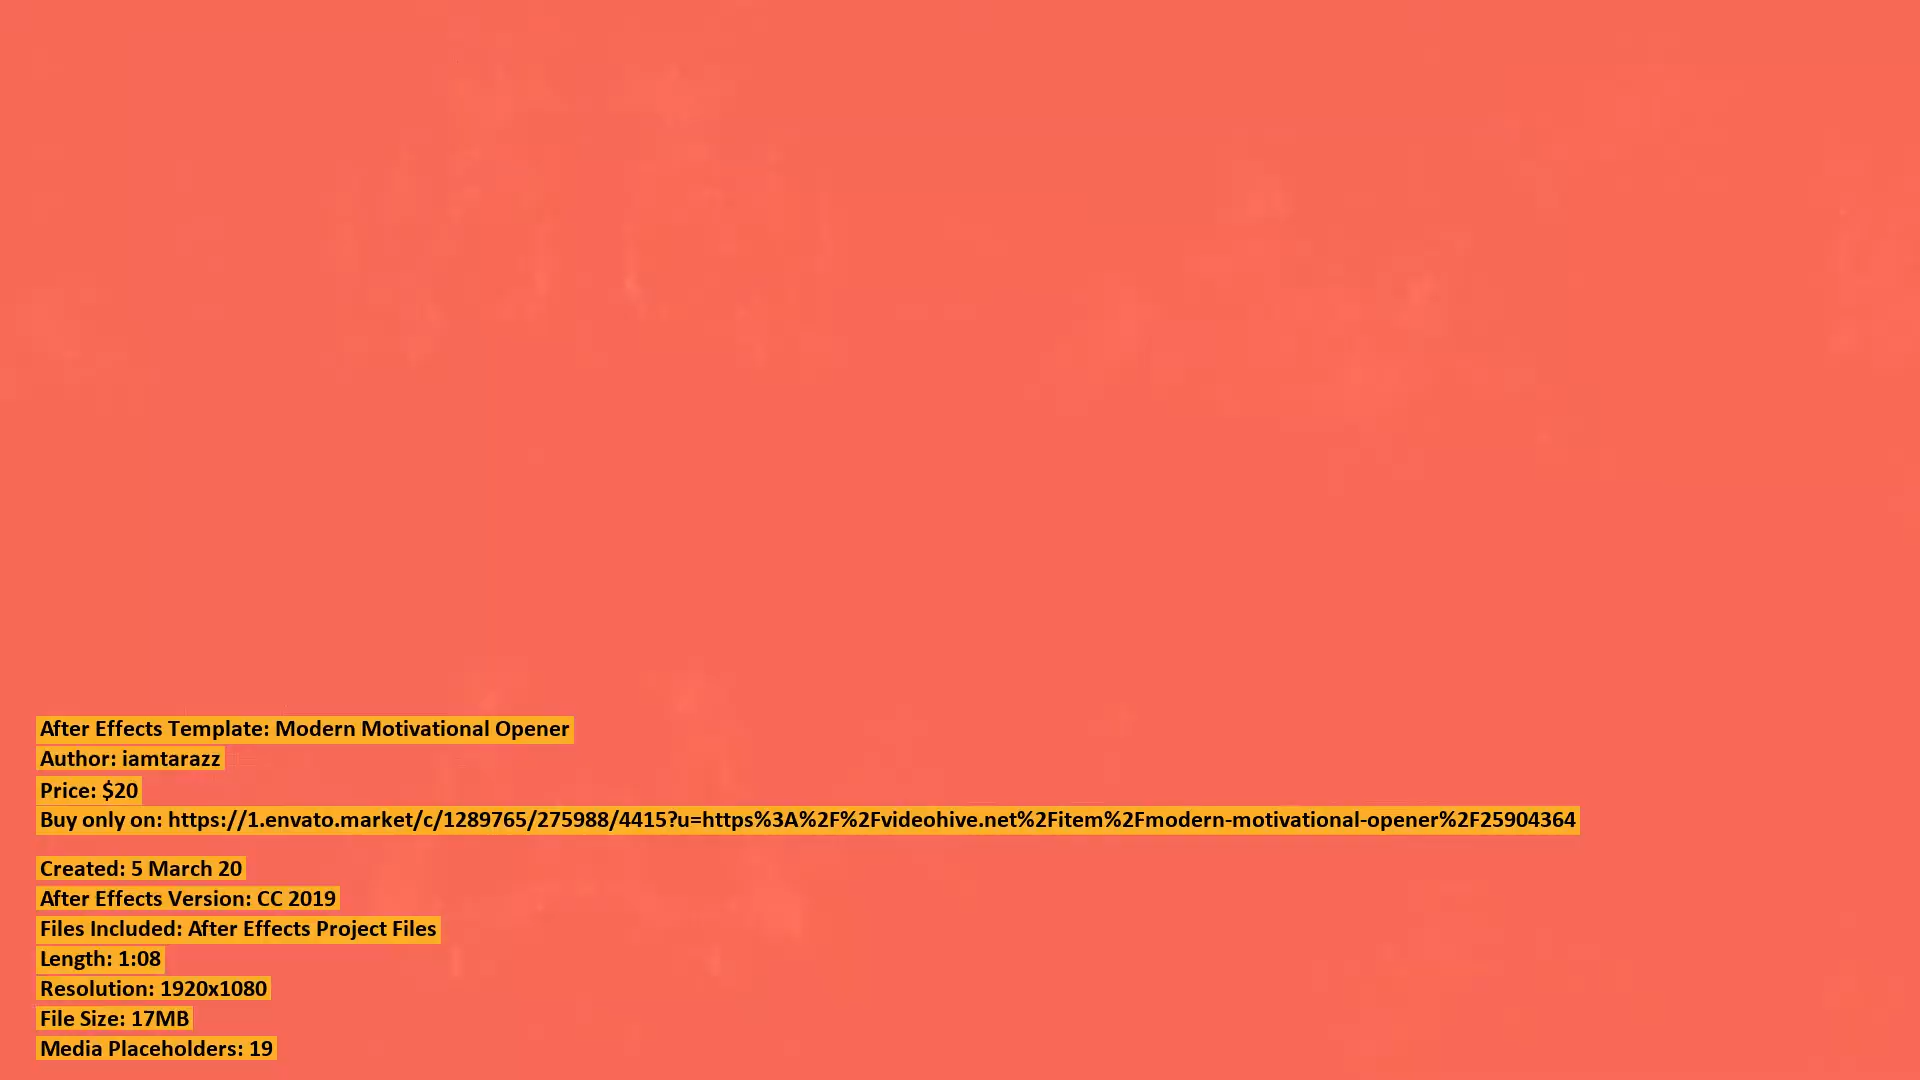 After Effects Template: Modern Motivational Opener
Author: iamtarazz
Price: $20
Buy only on: https://1.envato.market/c/1289765/275988/4415?u=https%3A%2F%2Fvideohive.net%2Fitem%2Fmodern-motivational-opener%2F25904364
Created: 5 March 20
After Effects Version: CC 2019
Files Included: After Effects Project Files
Length: 1:08
Resolution: 1920x1080
File Size: 17MB
Media Placeholders: 19